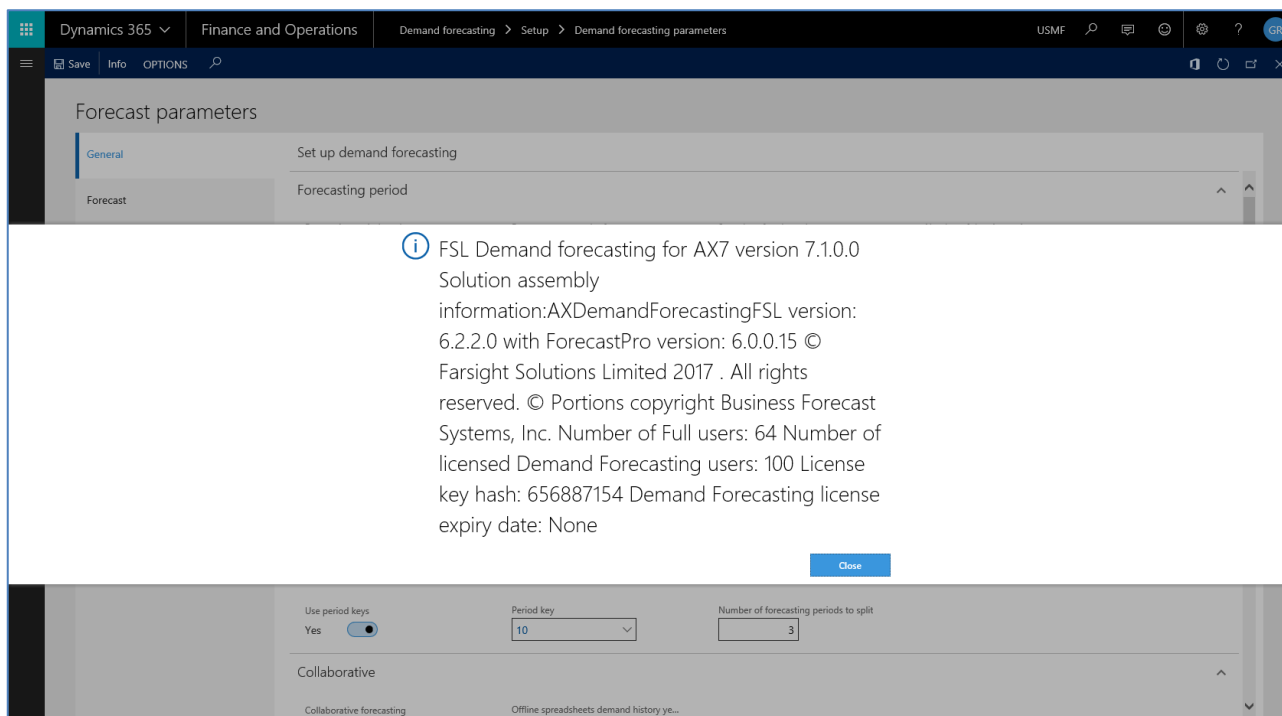 Dynamics 365 Finance and Operations Demand forecasting > Setup > Demand forecasting parameters USMF ? GR
Save Info OPTIONS
Forecast parameters
General
Forecast
Set up demand forecasting
Forecasting period
FSL Demand forecasting for AX7 version 7.1.0.0
Solution assembly
information:AXDemandForecastingFSL version:
6.2.2.0 with ForecastPro version: 6.0.0.15 ©
Farsight Solutions Limited 2017 . All rights
reserved. © Portions copyright Business Forecast
Systems, Inc. Number of Full users: 64 Number of
licensed Demand Forecasting users: 100 License
key hash: 656887154 Demand Forecasting license
expiry date: None
Close
Use period keys Period key Number of forecasting periods to split
Yes 10 3
Collaborative
Collaborative forecasting Offline spreadsheets demand history ye...